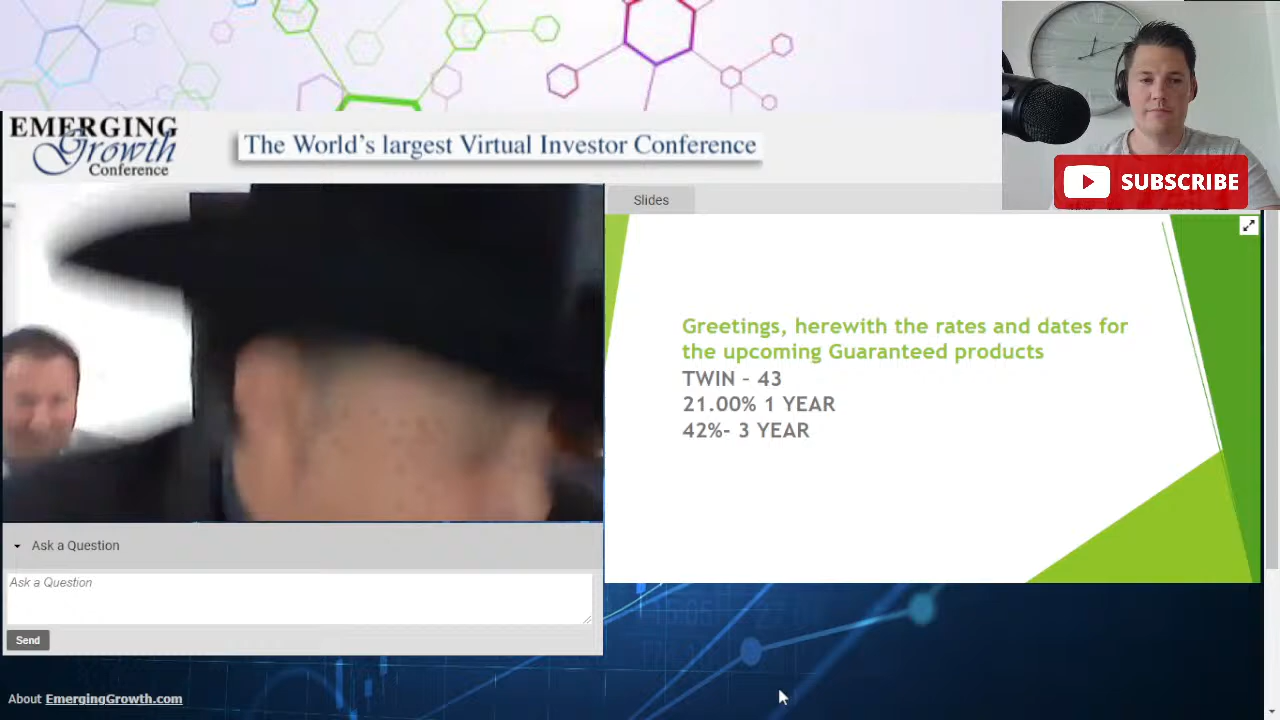 EMERGING
Growth
Conference
The World's largest Virtual Investor Conference
SUBSCRIBE
Slides
Greetings, herewith the rates and dates for
the upcoming Guaranteed products
TWIN – 43
21.00% 1 YEAR
42%- 3 YEAR
Ask a Question
Ask a Question
Send
About EmergingGrowth.com